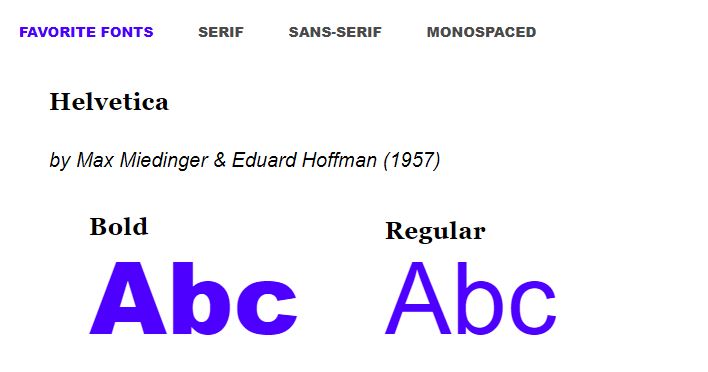 FAVORITE FONTS SERIF SANS-SERIF MONOSPACED
Helvetica
by Max Miedinger & Eduard Hoffman (1957)
Bold Regular
Abc Abc